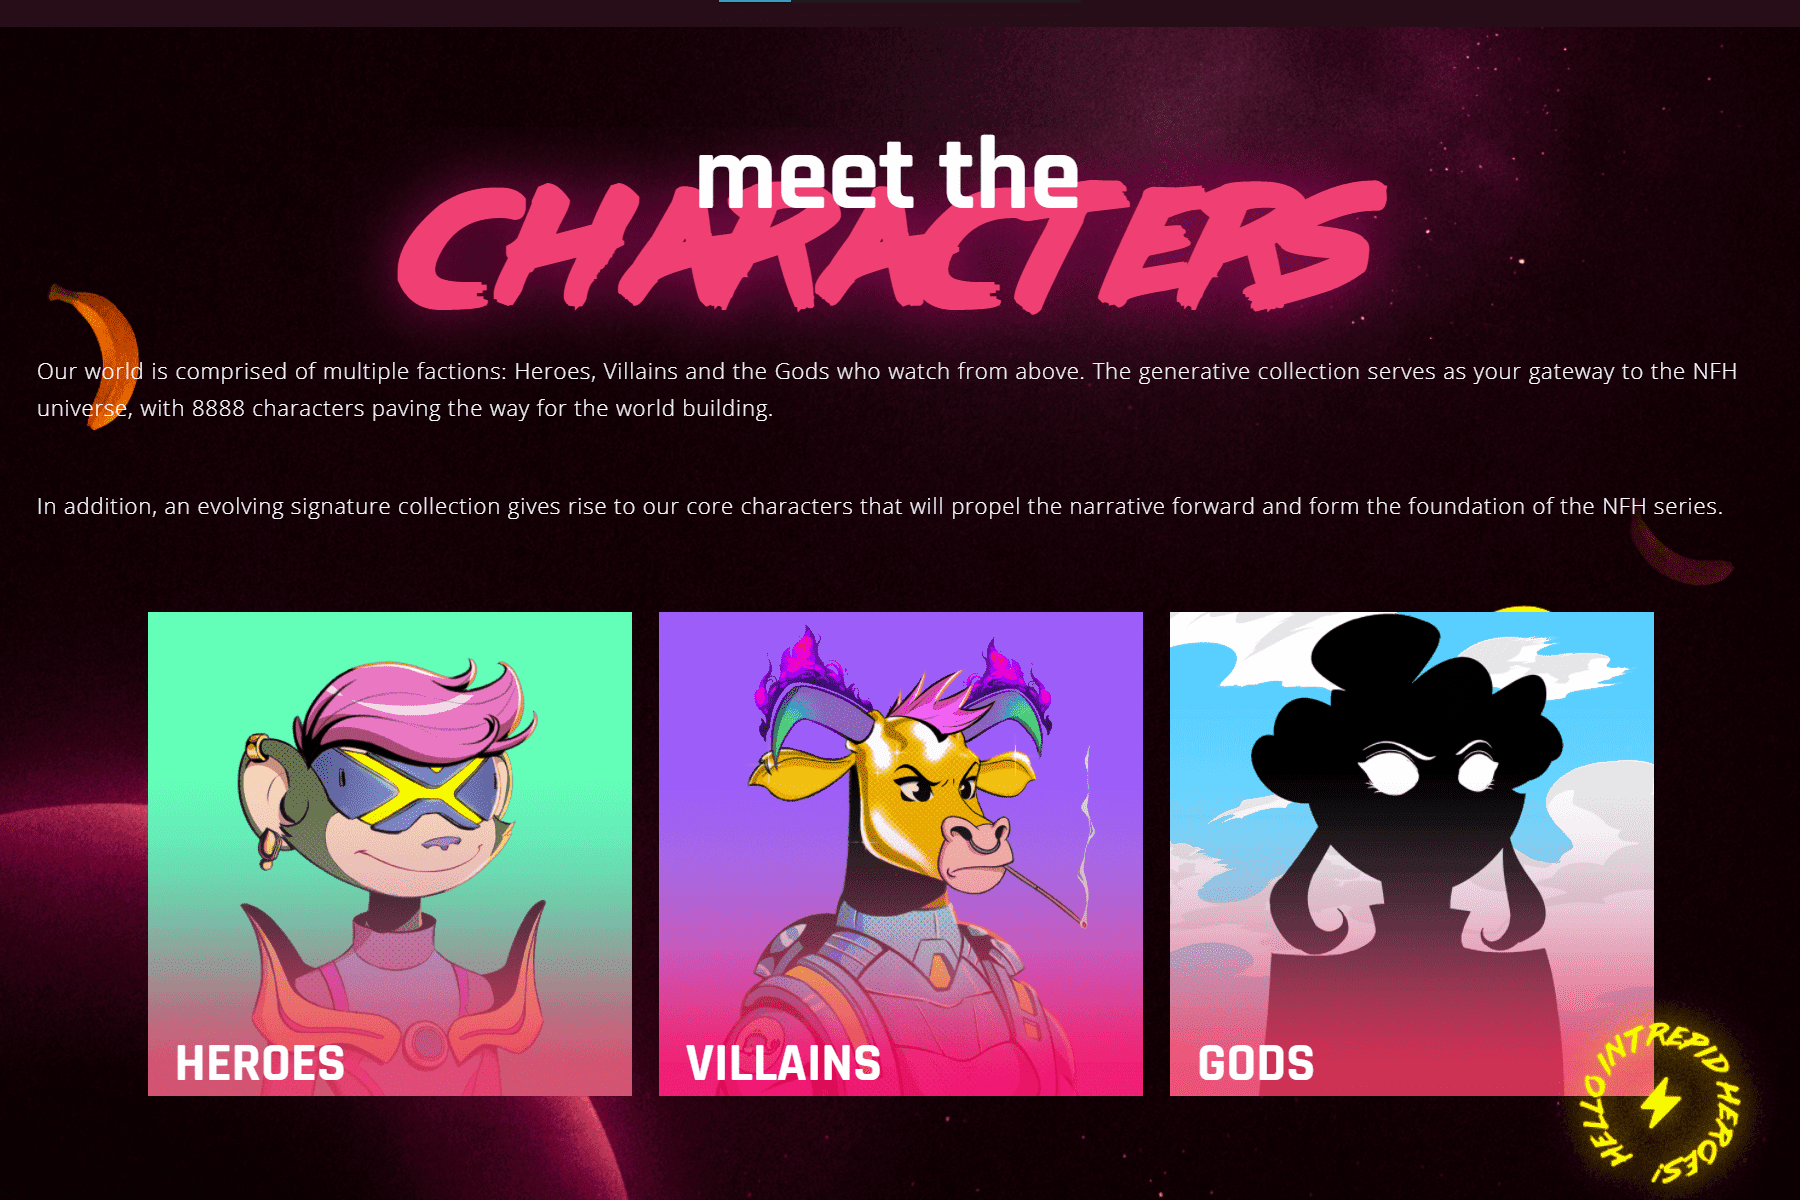 meet the
CHARACTERS
Our world is comprised of multiple factions: Heroes, Villains and the Gods who watch from above. The generative collection serves as your gateway to the NFH
universe, with 8888 characters paving the way for the world building.
In addition, an evolving signature collection gives rise to our core characters that will propel the narrative forward and form the foundation of the NFH series.
HEROES
VILLAINS
GODS
HELLO INTREPID HEROES!